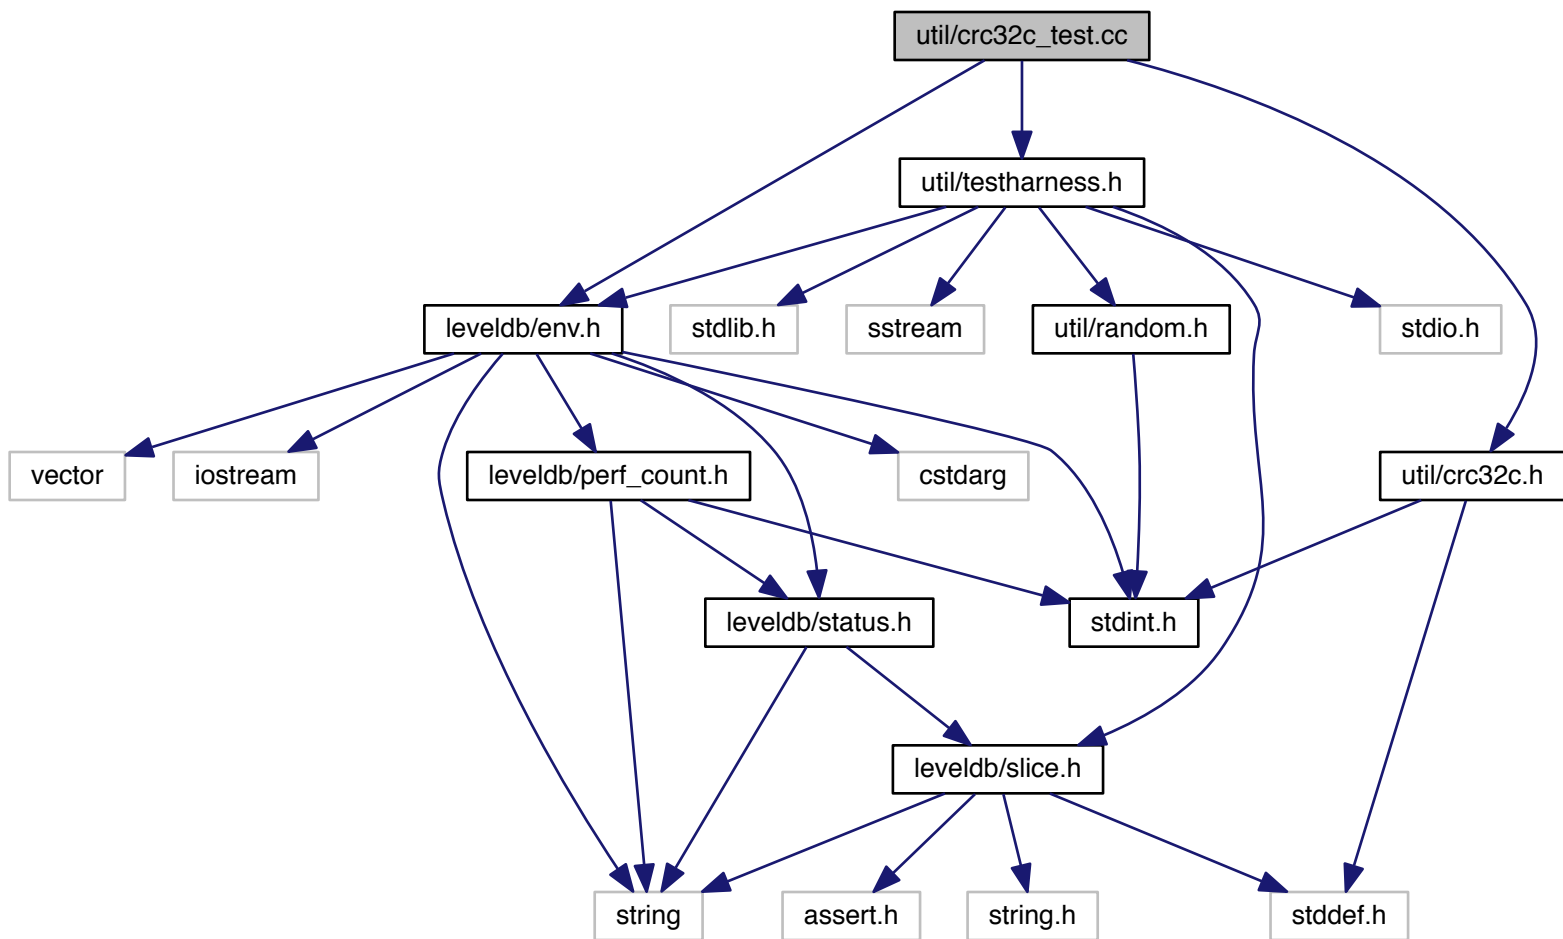 util/crc32c_test.cc
util/testharness.h
leveldb/env.h
stdlib.h
sstream
util/random.h
stdio.h
vector
iostream
leveldb/perf_count.h
cstdarg
util/crc32c.h
leveldb/status.h
stdint.h
leveldb/slice.h
string
assert.h
string.h
stddef.h